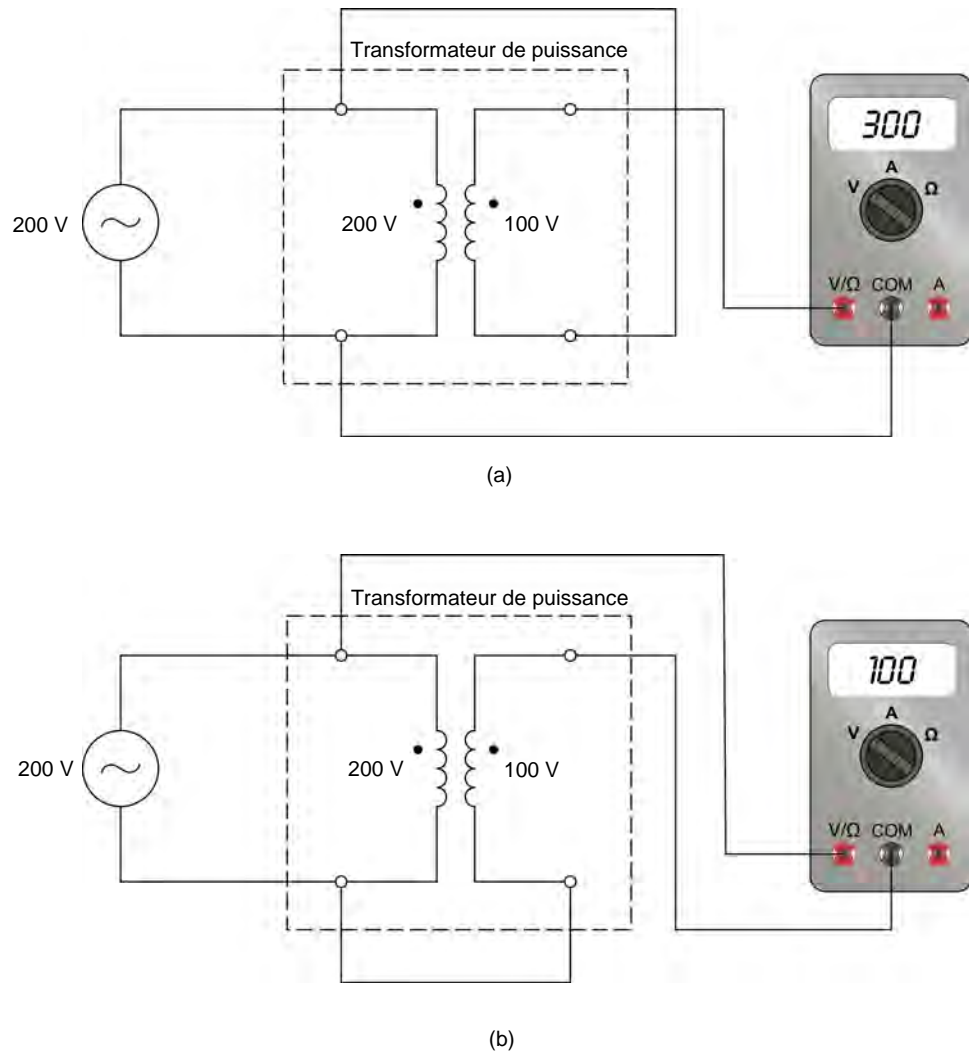 Transformateur de puissance
300
A
V Ω
200 V
200 V
100 V
V/Ω COM A
(a)
Transformateur de puissance
100
A
V Ω
200 V
200 V
100 V
V/Ω COM A
(b)